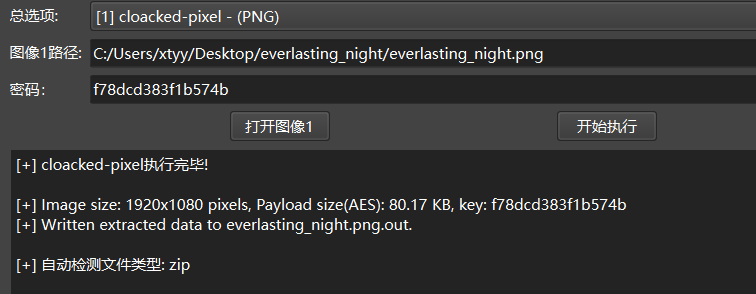 总选项: [1] cloacked-pixel - (PNG)
图像1路径: C:/Users/xtyy/Desktop/everlasting_night/everlasting_night.png
密码: f78dcd383f1b574b
打开图像1 开始执行
[+] cloacked-pixel执行完毕!
[+] Image size: 1920x1080 pixels, Payload size(AES): 80.17 KB, key: f78dcd383f1b574b
[+] Written extracted data to everlasting_night.png.out.
[+] 自动检测文件类型: zip